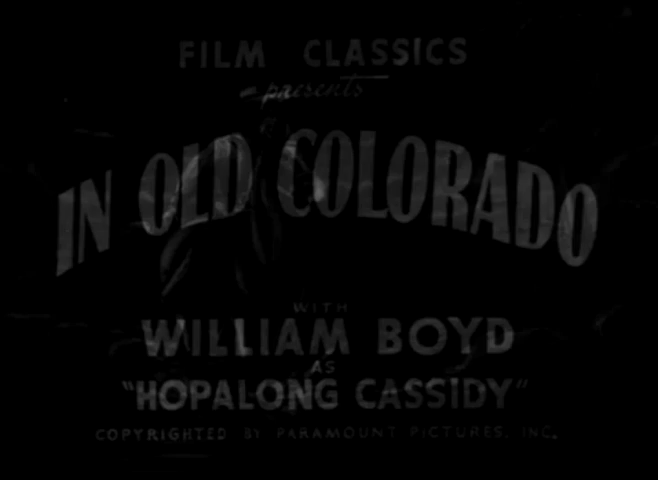 FILM CLASSICS
presents
IN OLD COLORADO
WITH
WILLIAM BOYD
AS
"HOPALONG CASSIDY"
COPYRIGHTED BY PARAMOUNT PICTURES, INC.